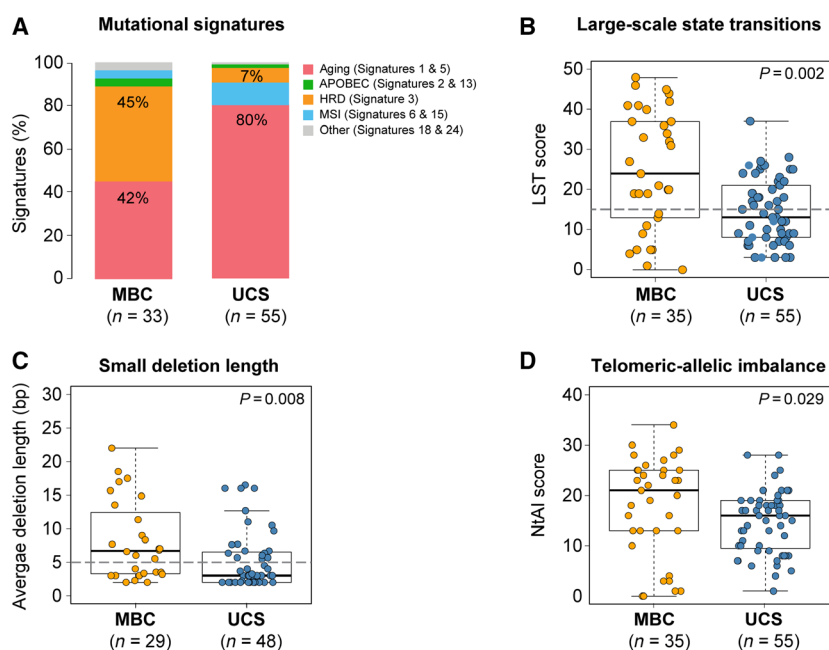 A
Mutational signatures
Signatures (%)
100
80
60
40
20
0
45%
42%
7%
80%
MBC
(n = 33)
UCS
(n = 55)
Aging (Signatures 1 & 5)
APOBEC (Signatures 2 & 13)
HRD (Signature 3)
MSI (Signatures 6 & 15)
Other (Signatures 18 & 24)
B
Large-scale state transitions
P = 0.002
LST score
50
40
30
20
10
0
MBC
(n = 35)
UCS
(n = 55)
C
Small deletion length
P = 0.008
Avergae deletion length (bp)
30
25
20
15
10
5
0
MBC
(n = 29)
UCS
(n = 48)
D
Telomeric-allelic imbalance
P = 0.029
NtAI score
40
30
20
10
0
MBC
(n = 35)
UCS
(n = 55)